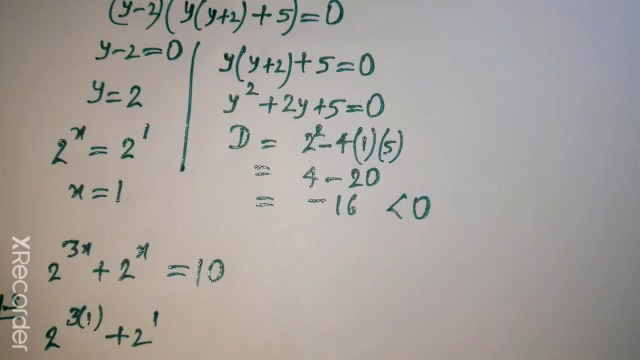 (y-2)(y(y+2)+5)=0
y-2=0
y=2
2^x = 2^1
x=1
y(y+2)+5=0
y^2+2y+5=0
D = 2^2-4(1)(5)
= 4-20
= -16 <0
2^3x + 2^x = 10
2^3(1) + 2^1
XRecorder